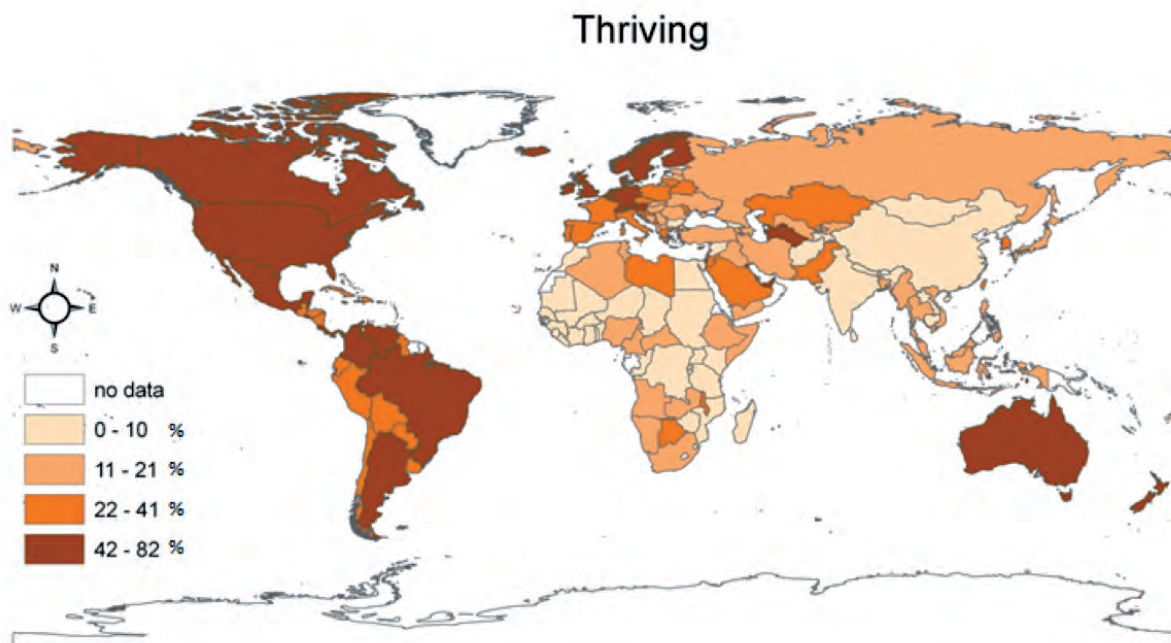 Thriving
N
W E
S
no data
0 - 10 %
11 - 21 %
22 - 41 %
42 - 82 %